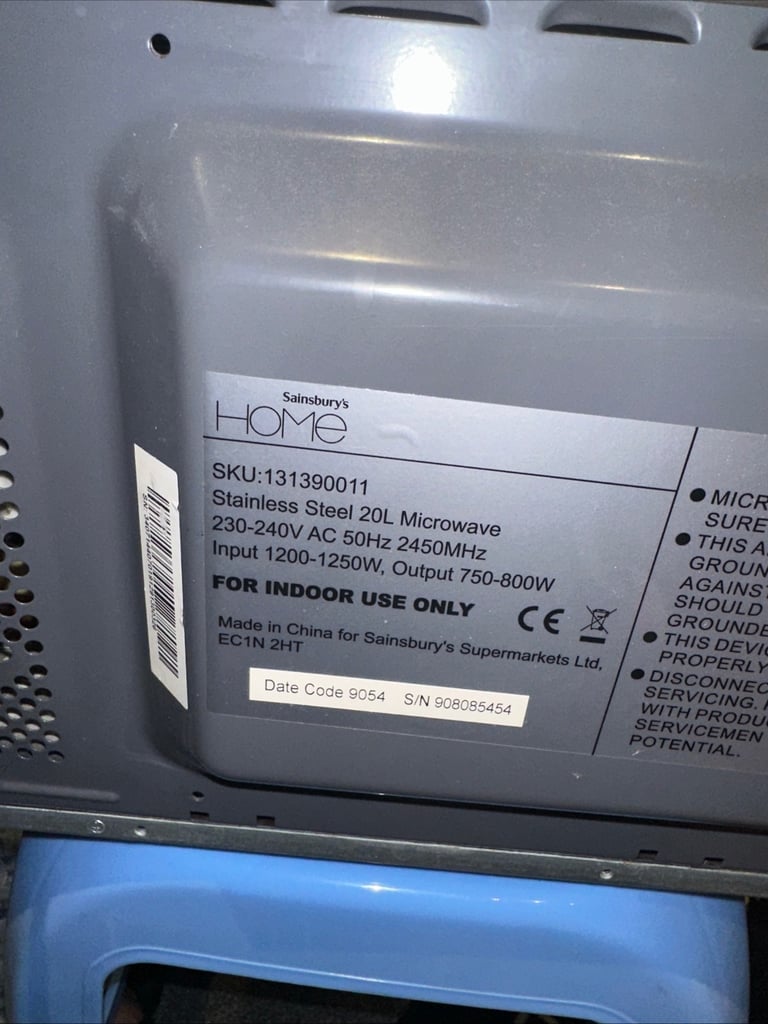 Sainsbury's
HOME
SKU:131390011
Stainless Steel 20L Microwave
230-240V AC 50Hz 2450MHz
Input 1200-1250W, Output 750-800W
FOR INDOOR USE ONLY
CE
Made in China for Sainsbury's Supermarkets Ltd,
EC1N 2HT
Date Code 9054 S/N 908085454
● MICR
SURE
● THIS A
GROUN
AGAINS
SHOULD
GROUNDE
● THIS DEVIC
PROPERLY
● DISCONNEC
SERVICING.
WITH PRODU
SERVICEMEN
POTENTIAL.